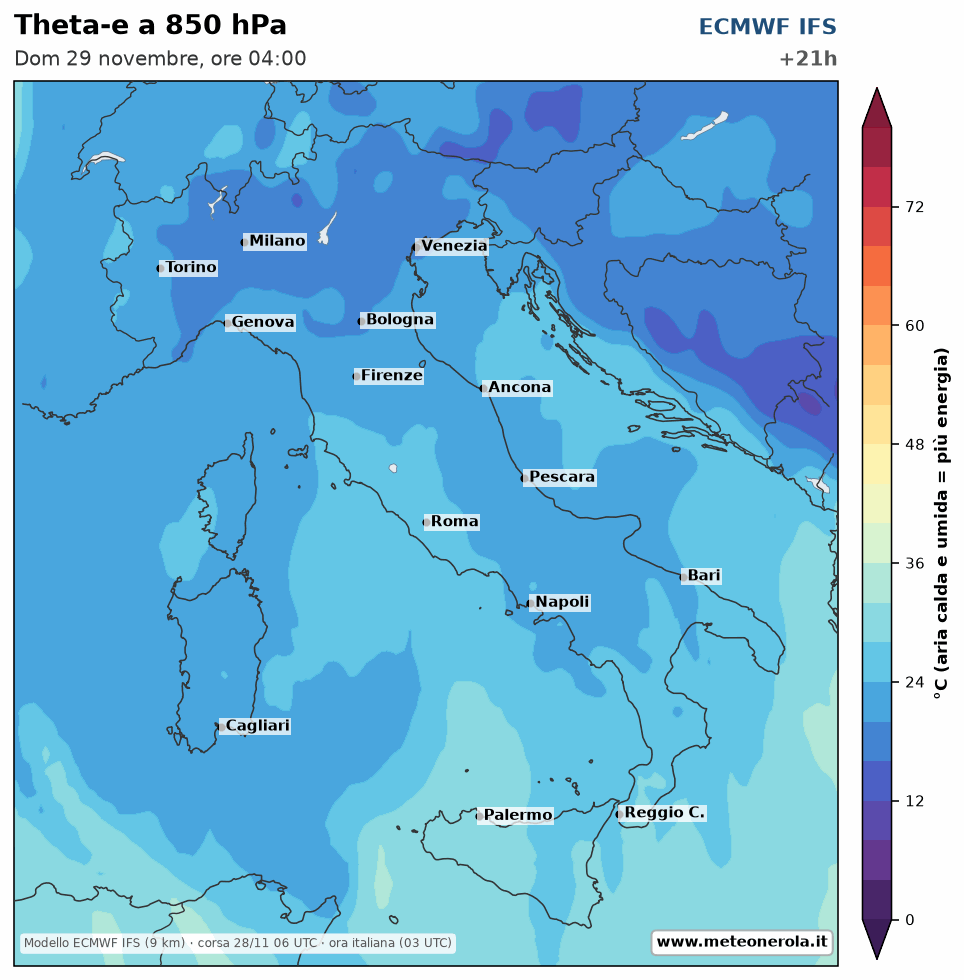 Theta-e a 850 hPa
ECMWF IFS
Dom 29 novembre, ore 04:00
+21h
72
60
48
36
24
12
0
°C (aria calda e umida = più energia)
Milano
Venezia
Torino
Genova
Bologna
Firenze
Ancona
Pescara
Roma
Bari
Napoli
Cagliari
Palermo
Reggio C.
Modello ECMWF IFS (9 km) · corsa 28/11 06 UTC · ora italiana (03 UTC)
www.meteonerola.it